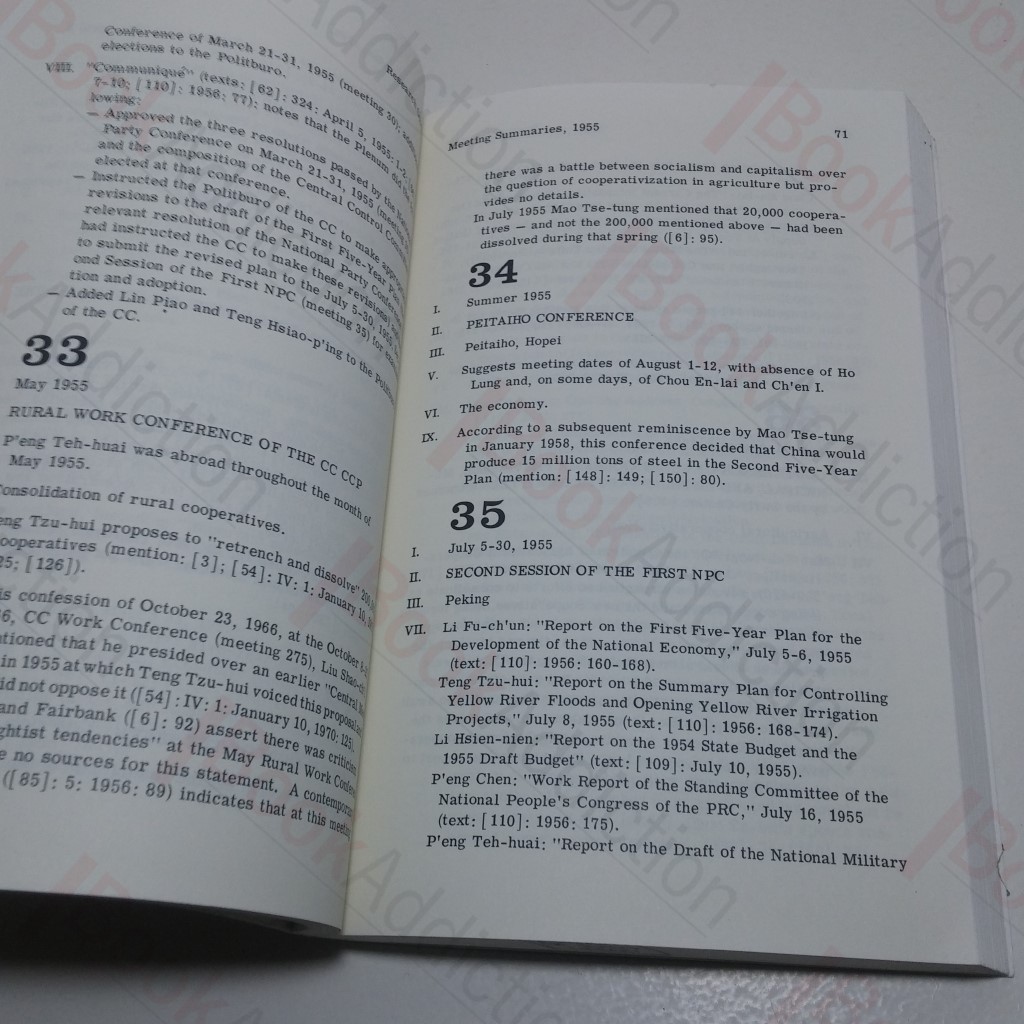 Conference of March 21-31, 1955 (meeting 30);
elections to the Politburo.
VIII. "Communiqué" (texts: [62]: 324: April 5, 1955: 1-2;
7-10; [110]: 1956: 77); notes that the Plenum did the
lowing:
— Approved the three resolutions passed by the
Party Conference on March 21-31, 1955 (meeting
and the composition of the Central Control
elected at that conference.
— Instructed the Politburo of the CC to make
revisions to the draft of the First Five-Year Plan
relevant resolution of the National Party
had instructed the CC to make these revisions
to submit the revised plan to the July 5-30, 1955
ond Session of the First NPC (meeting 35) for
tion and adoption.
— Added Lin Piao and Teng Hsiao-p'ing to the
of the CC.
33
May 1955
RURAL WORK CONFERENCE OF THE CC CCP
P'eng Teh-huai was abroad throughout the month of
May 1955.
onsolidation of rural cooperatives.
eng Tzu-hui proposes to "retrench and dissolve"
ooperatives (mention: [3]; [54]: IV: 1: January 10,
25; [126]).
is confession of October 23, 1966, at the October
6, CC Work Conference (meeting 275), Liu
tioned that he presided over an earlier "Central
in 1955 at which Teng Tzu-hui voiced this proposal
id not oppose it ([54]: IV: 1: January 10, 1970: 125).
and Fairbank ([6]: 92) assert there was
ghtist tendencies" at the May Rural Work
e no sources for this statement. A
([85]: 5: 1956: 89) indicates that at this meeting
Meeting Summaries, 1955 71
there was a battle between socialism and capitalism over
the question of cooperativization in agriculture but pro-
vides no details.
In July 1955 Mao Tse-tung mentioned that 20,000 coopera-
tives — and not the 200,000 mentioned above — had been
dissolved during that spring ([6]: 95).
34
I. Summer 1955
II. PEITAIHO CONFERENCE
III. Peitaiho, Hopei
V. Suggests meeting dates of August 1-12, with absence of Ho
Lung and, on some days, of Chou En-lai and Ch'en I.
VI. The economy.
IX. According to a subsequent reminiscence by Mao Tse-tung
in January 1958, this conference decided that China would
produce 15 million tons of steel in the Second Five-Year
Plan (mention: [148]: 149; [150]: 80).
35
I. July 5-30, 1955
II. SECOND SESSION OF THE FIRST NPC
III. Peking
VII. Li Fu-ch'un: "Report on the First Five-Year Plan for the
Development of the National Economy," July 5-6, 1955
(text: [110]: 1956: 160-168).
Teng Tzu-hui: "Report on the Summary Plan for Controlling
Yellow River Floods and Opening Yellow River Irrigation
Projects," July 8, 1955 (text: [110]: 1956: 168-174).
Li Hsien-nien: "Report on the 1954 State Budget and the
1955 Draft Budget" (text: [109]: July 10, 1955).
P'eng Chen: "Work Report of the Standing Committee of the
National People's Congress of the PRC," July 16, 1955
(text: [110]: 1956: 175).
P'eng Teh-huai: "Report on the Draft of the National Military